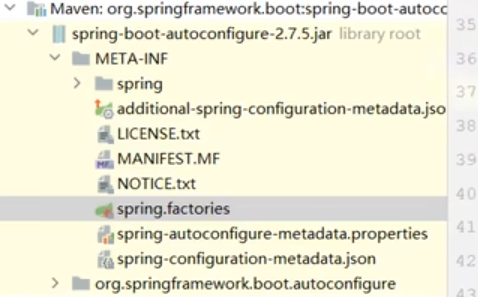 Maven: org.springframework.boot:spring-boot-autoc
spring-boot-autoconfigure-2.7.5.jar library root
META-INF
spring
additional-spring-configuration-metadata.jso
LICENSE.txt
MANIFEST.MF
NOTICE.txt
spring.factories
spring-autoconfigure-metadata.properties
spring-configuration-metadata.json
org.springframework.boot.autoconfigure
35
36
37
38
39
40
41
42
43